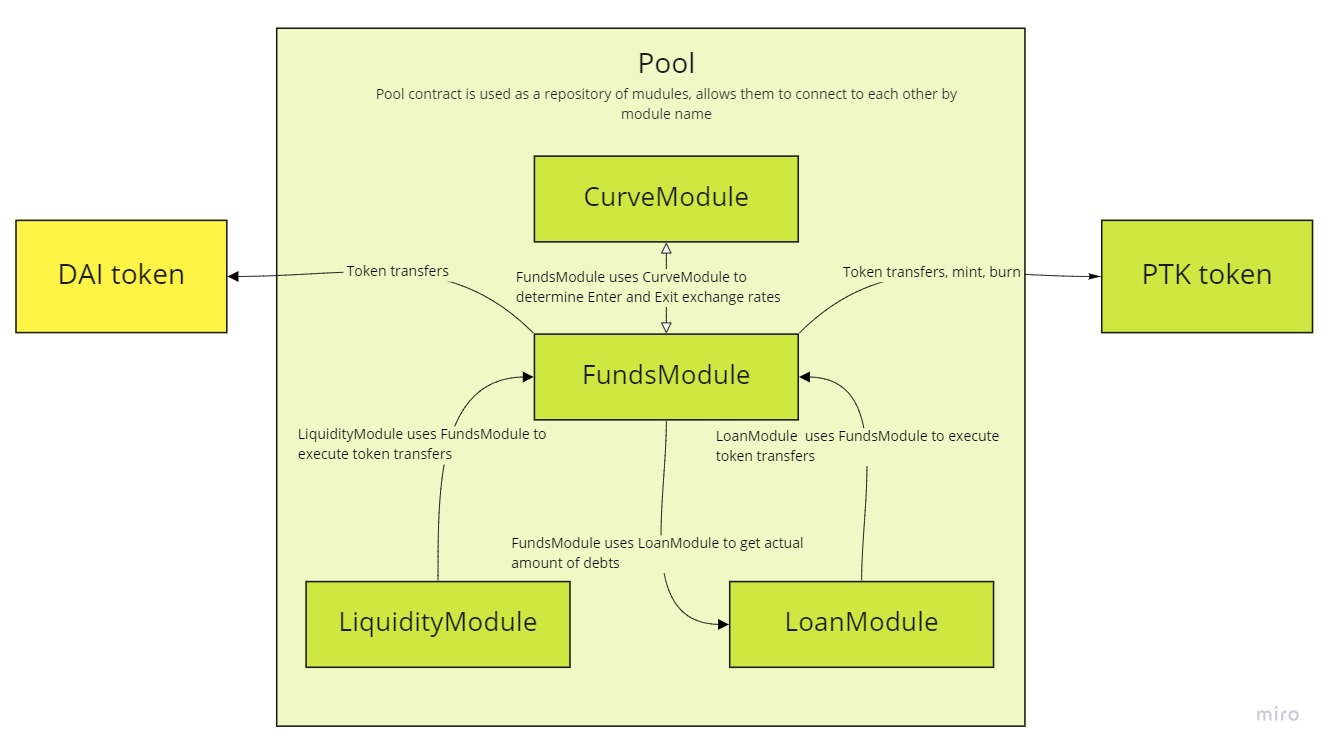 Pool
Pool contract is used as a repository of mudules, allows them to connect to each other by
module name
CurveModule
DAI token
Token transfers
FundsModule uses CurveModule to
determine Enter and Exit exchange rates
Token transfers, mint, burn
PTK token
FundsModule
LiquidityModule uses FundsModule to
execute token transfers
LoanModule uses FundsModule to execute
token transfers
FundsModule uses LoanModule to get actual
amount of debts
LiquidityModule
LoanModule
miro